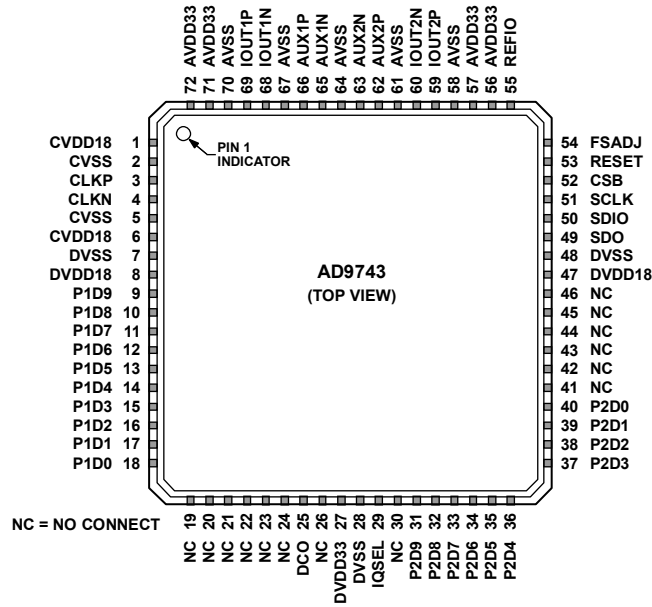 72 AVDD33
71 AVDD33
70 AVSS
69 IOUT1P
68 IOUT1N
67 AVSS
66 AUX1P
65 AUX1N
64 AVSS
63 AUX2N
62 AUX2P
61 AVSS
60 IOUT2N
59 IOUT2P
58 AVSS
57 AVDD33
56 AVDD33
55 REFIO
CVDD18 1
CVSS 2
CLKP 3
CLKN 4
CVSS 5
CVDD18 6
DVSS 7
DVDD18 8
P1D9 9
P1D8 10
P1D7 11
P1D6 12
P1D5 13
P1D4 14
P1D3 15
P1D2 16
P1D1 17
P1D0 18
PIN 1
INDICATOR
AD9743
(TOP VIEW)
54 FSADJ
53 RESET
52 CSB
51 SCLK
50 SDIO
49 SDO
48 DVSS
47 DVDD18
46 NC
45 NC
44 NC
43 NC
42 NC
41 NC
40 P2D0
39 P2D1
38 P2D2
37 P2D3
NC = NO CONNECT
NC 19
NC 20
NC 21
NC 22
NC 23
NC 24
DCO 25
NC 26
DVDD33 27
DVSS 28
IQSEL 29
NC 30
P2D9 31
P2D8 32
P2D7 33
P2D6 34
P2D5 35
P2D4 36